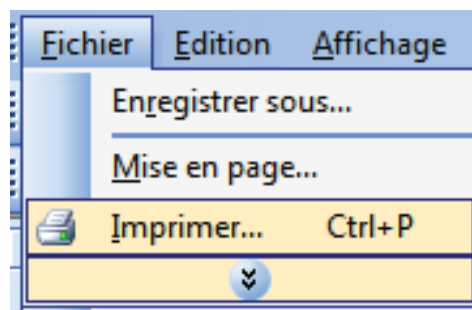 Fichier Edition Affichage
Enregistrer sous...
Mise en page...
Imprimer... Ctrl+P